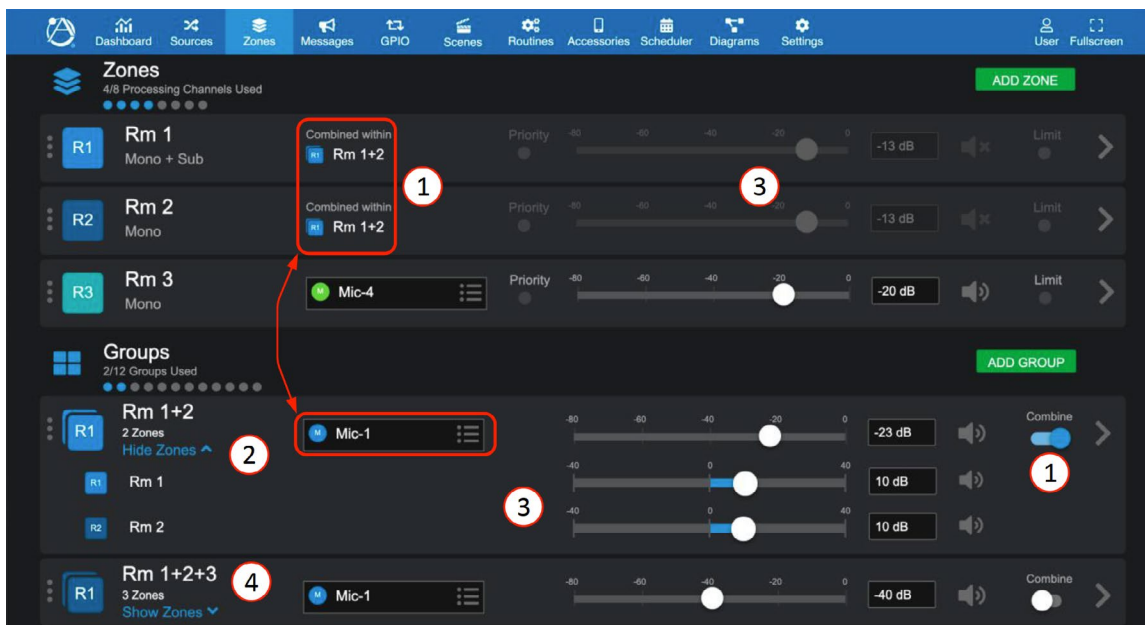 Dashboard Sources Zones Messages GPIO Scenes Routines Accessories Scheduler Diagrams Settings User Fullscreen
Zones
4/8 Processing Channels Used
ADD ZONE
R1 Rm 1
Mono + Sub
Combined within
R1 Rm 1+2
Priority -80 -60 -40 -20 0 -13 dB Limit
1
3
R2 Rm 2
Mono
Combined within
R1 Rm 1+2
Priority -80 -60 -40 -20 0 -13 dB Limit
R3 Rm 3
Mono
M Mic-4
Priority -80 -60 -40 -20 0 -20 dB Limit
Groups
2/12 Groups Used
ADD GROUP
R1 Rm 1+2
2 Zones
Hide Zones
2
M Mic-1
-80 -60 -40 -20 0 -23 dB Combine
1
R1 Rm 1
-40 0 40 10 dB
3
R2 Rm 2
-40 0 40 10 dB
R1 Rm 1+2+3
3 Zones
Show Zones
4
M Mic-1
-80 -60 -40 -20 0 -40 dB Combine